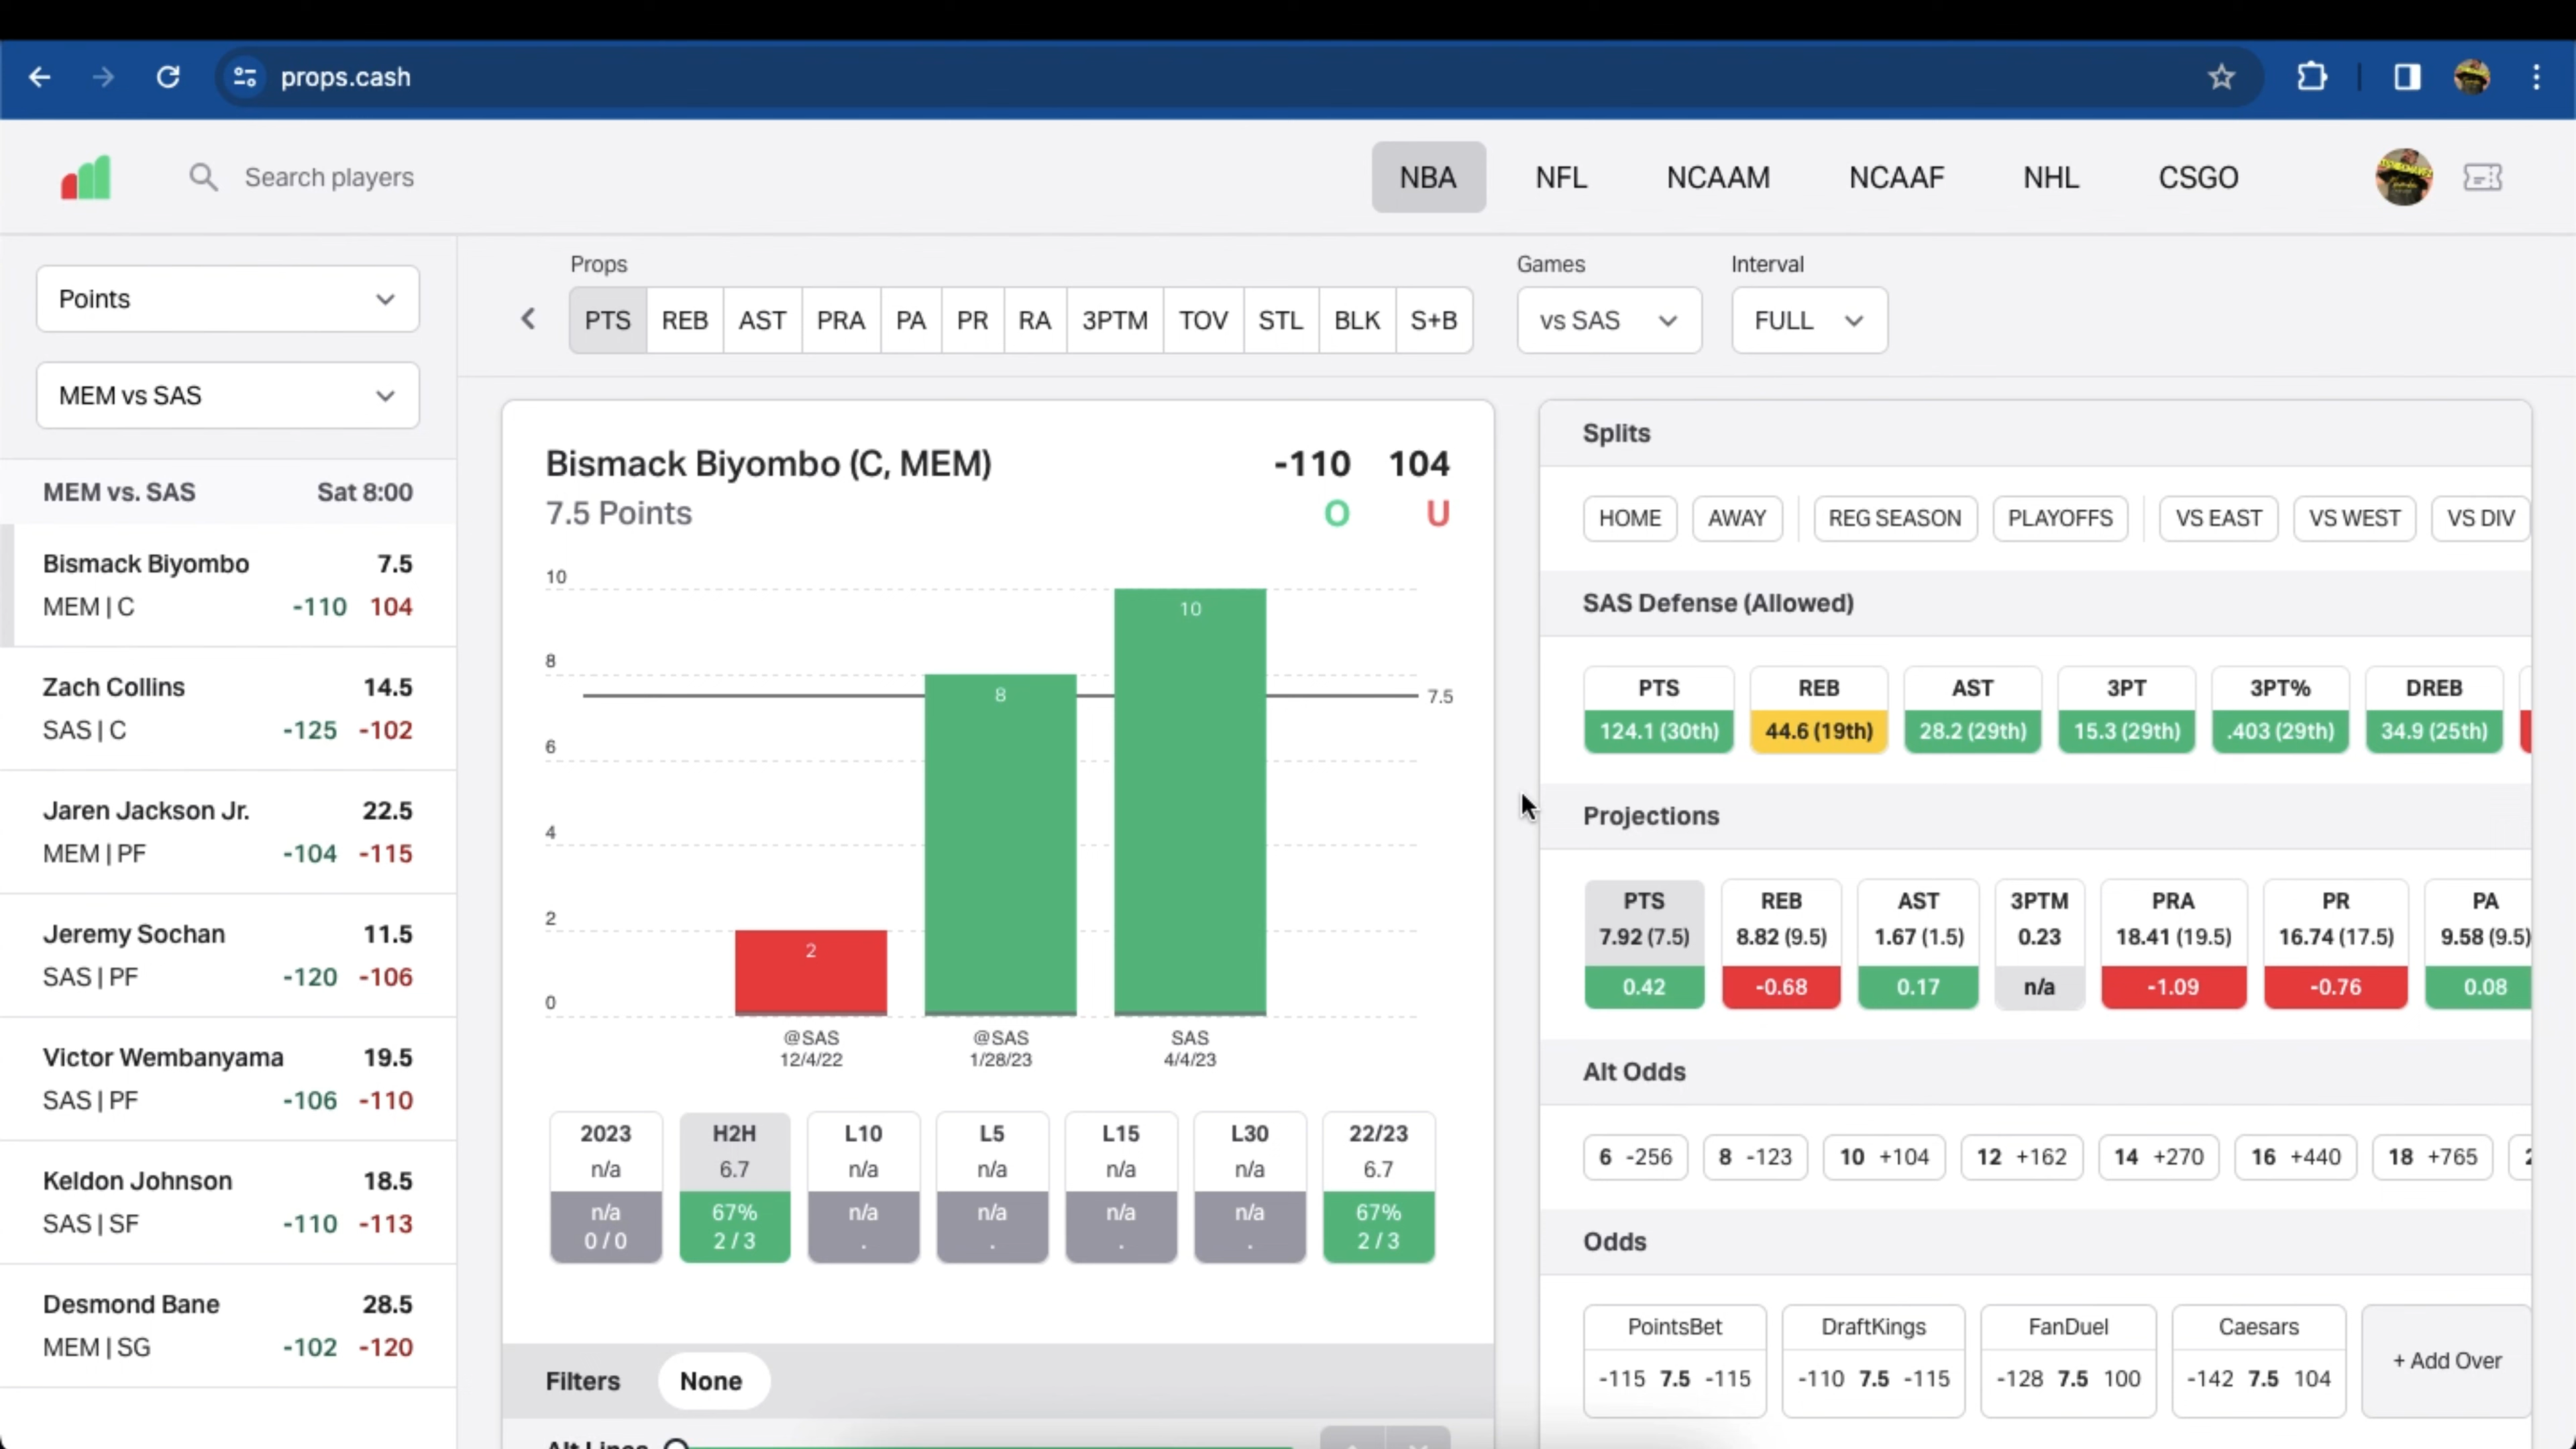 props.cash
Search players
NBA NFL NCAAM NCAAF NHL CSGO
Points
MEM vs SAS
MEM vs. SAS Sat 8:00
Bismack Biyombo 7.5
MEM | C -110 104
Zach Collins 14.5
SAS | C -125 -102
Jaren Jackson Jr. 22.5
MEM | PF -104 -115
Jeremy Sochan 11.5
SAS | PF -120 -106
Victor Wembanyama 19.5
SAS | PF -106 -110
Keldon Johnson 18.5
SAS | SF -110 -113
Desmond Bane 28.5
MEM | SG -102 -120
Props
PTS REB AST PRA PA PR RA 3PTM TOV STL BLK S+B
Games
vs SAS
Interval
FULL
Bismack Biyombo (C, MEM) -110 104
7.5 Points O U
10
8
6
4
2
0
2
8
10
7.5
@SAS
12/4/22
@SAS
1/28/23
SAS
4/4/23
2023 H2H L10 L5 L15 L30 22/23
n/a 6.7 n/a n/a n/a n/a 6.7
n/a 67% n/a n/a n/a n/a 67%
0 / 0 2 / 3 . . . . 2 / 3
Filters None
Alt Lines
Splits
HOME AWAY REG SEASON PLAYOFFS VS EAST VS WEST VS DIV
SAS Defense (Allowed)
PTS REB AST 3PT 3PT% DREB
124.1 (30th) 44.6 (19th) 28.2 (29th) 15.3 (29th) .403 (29th) 34.9 (25th)
Projections
PTS REB AST 3PTM PRA PR PA
7.92 (7.5) 8.82 (9.5) 1.67 (1.5) 0.23 18.41 (19.5) 16.74 (17.5) 9.58 (9.5)
0.42 -0.68 0.17 n/a -1.09 -0.76 0.08
Alt Odds
6 -256 8 -123 10 +104 12 +162 14 +270 16 +440 18 +765
Odds
PointsBet DraftKings FanDuel Caesars
-115 7.5 -115 -110 7.5 -115 -128 7.5 100 -142 7.5 104
+ Add Over